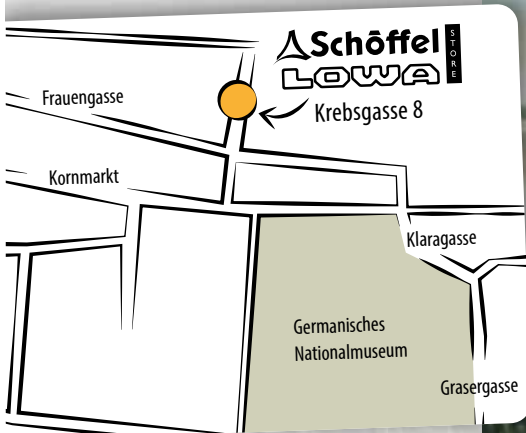 Schöffel
LOWA
STORE
Krebsgasse 8
Frauengasse
Kornmarkt
Klaragasse
Germanisches
Nationalmuseum
Grasergasse